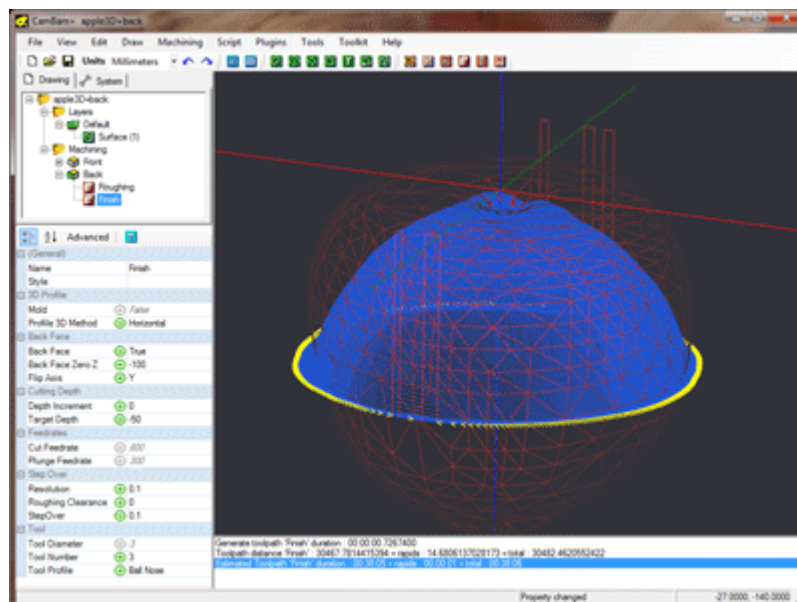 CamBam+ apple3D+back
File View Edit Draw Machining Script Plugins Tools Toolkit Help
Units Millimeters
Drawing System
apple3D+back
Layers
Default
Surface (1)
Machining
Front
Back
Roughing
Finish
Advanced
(General)
Name Finish
Style
3D Profile
Mold False
Profile 3D Method Horizontal
Back Face
Back Face True
Back Face Zero Z -100
Flip Axis Y
Cutting Depth
Depth Increment 0
Target Depth -50
Feedrates
Cut Feedrate 800
Plunge Feedrate 300
Step Over
Resolution 0.1
Roughing Clearance 0
StepOver 0.1
Tool
Tool Diameter 3
Tool Number 3
Tool Profile Ball Nose
Generate toolpath 'Finish' duration : 00:00:00.7267400
Toolpath distance 'Finish' : 30467.7814415394 + rapids : 14.6806137028173 = total : 30482.4620552422
Estimated Toolpath 'Finish' duration : 00:38:05 + rapids : 00:00:01 = total : 00:38:06
Property changed -27.0000, -140.0000